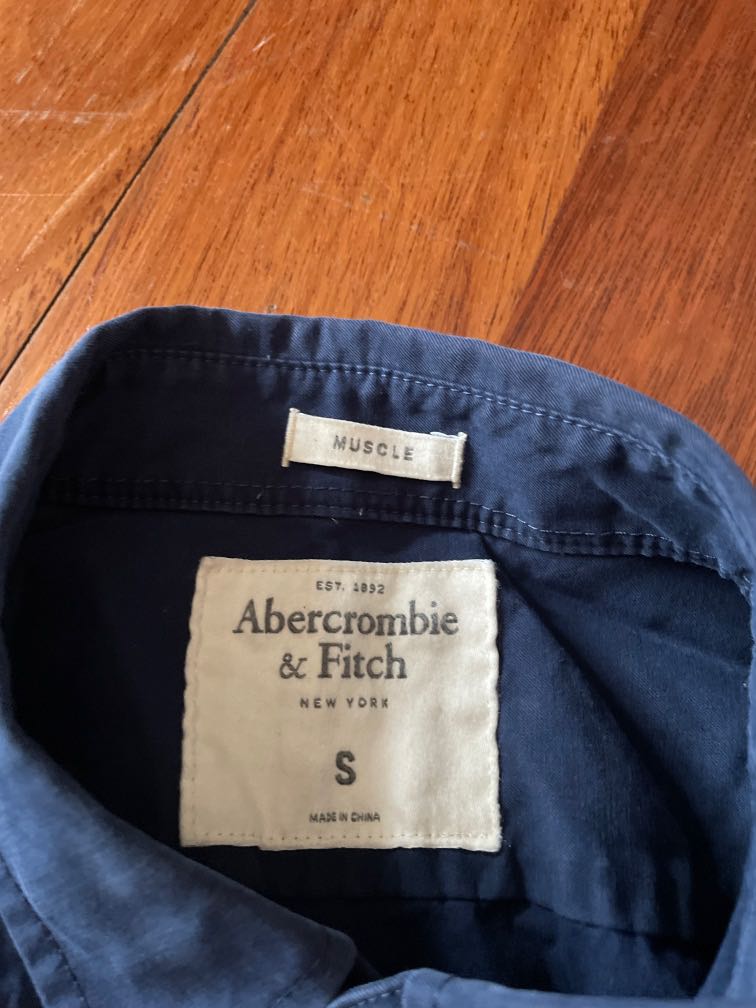 MUSCLE
EST. 1892
Abercrombie
& Fitch
NEW YORK
S
MADE IN CHINA